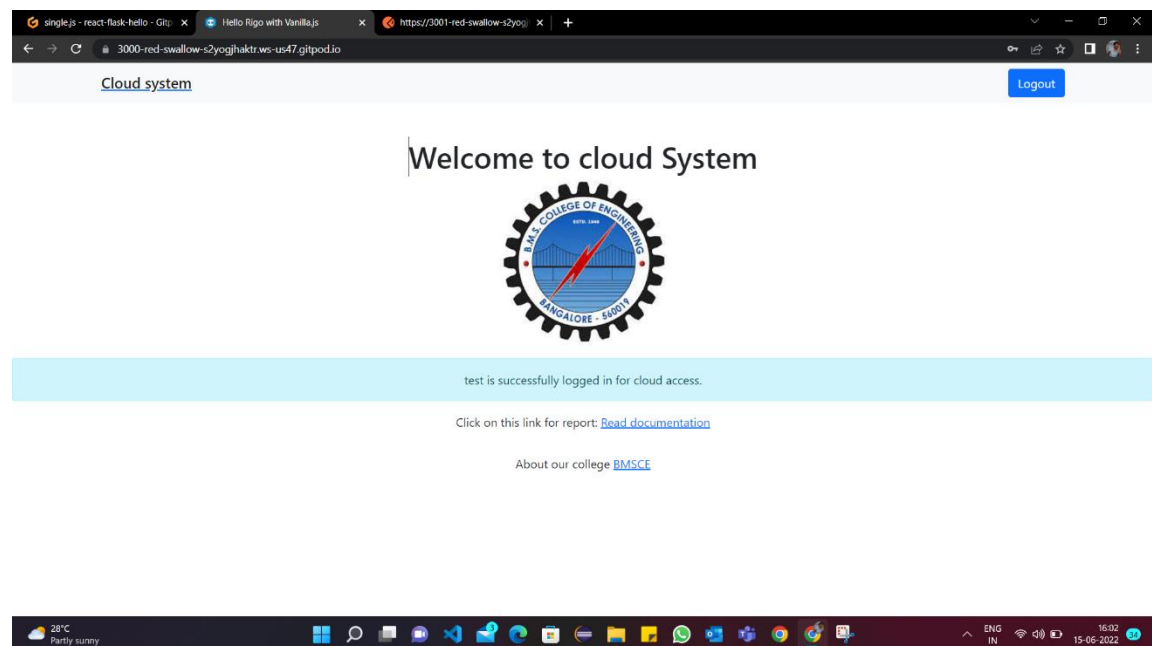 single.js - react-flask-hello - Gitp
Hello Rigo with Vanilla.js
https://3001-red-swallow-s2yogj
3000-red-swallow-s2yogjhaktr.ws-us47.gitpod.io
Cloud system
Logout
Welcome to cloud System
B.M.S. COLLEGE OF ENGINEERING
ESTD. 1946
BANGALORE - 560019
test is successfully logged in for cloud access.
Click on this link for report: Read documentation
About our college BMSCE
28°C
Partly sunny
3
ENG
IN
16:02
15-06-2022
34